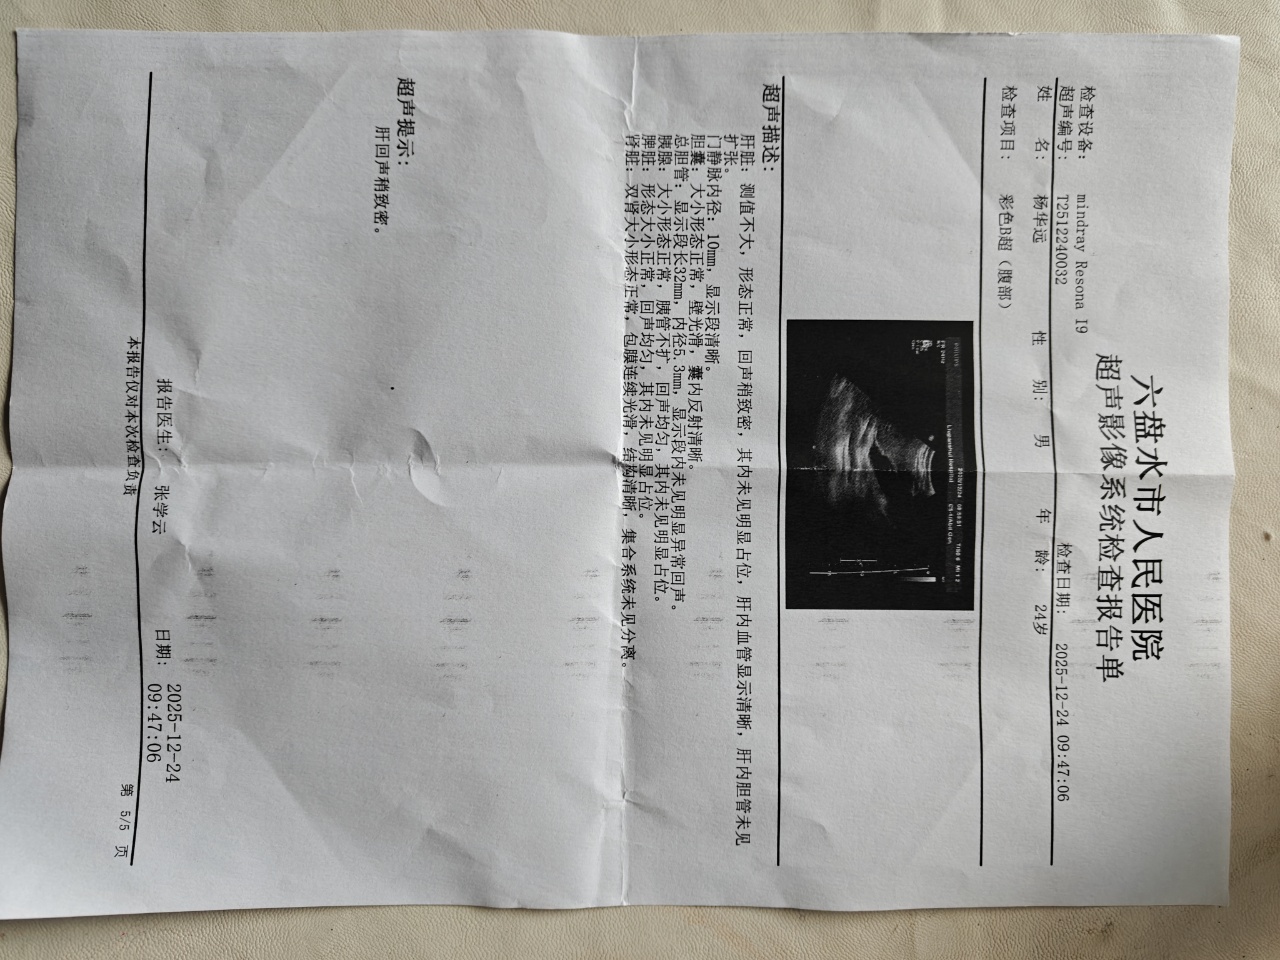 六盘水市人民医院
超声影像系统检查报告单
检查设备: mindray Resona I9
超声编号: T2512240032 检查日期: 2025-12-24 09:47:06
姓 名: 杨华远 性 别: 男 年 龄: 24岁
检查项目: 彩色B超（腹部）
超声描述:
肝脏: 测值不大, 形态正常, 回声稍致密, 其内未见明显占位, 肝内血管显示清晰, 肝内胆管未见
扩张。
门静脉内径: 10mm, 显示段清晰。
胆囊: 大小形态正常, 壁光滑, 囊内反射清晰。
总胆管: 显示段长32mm, 内径5.3mm, 显示段内未见明显异常回声。
胰腺: 大小形态正常, 胰管不扩, 回声均匀, 其内未见明显占位。
脾脏: 形态大小正常, 回声均匀, 其内未见明显占位。
肾脏: 双肾大小形态正常, 包膜连续光滑, 结构清晰, 集合系统未见分离。
超声提示:
肝回声稍致密。
报告医生: 张学云 日期: 2025-12-24
09:47:06
本报告仅对本次检查负责
第 5/5 页